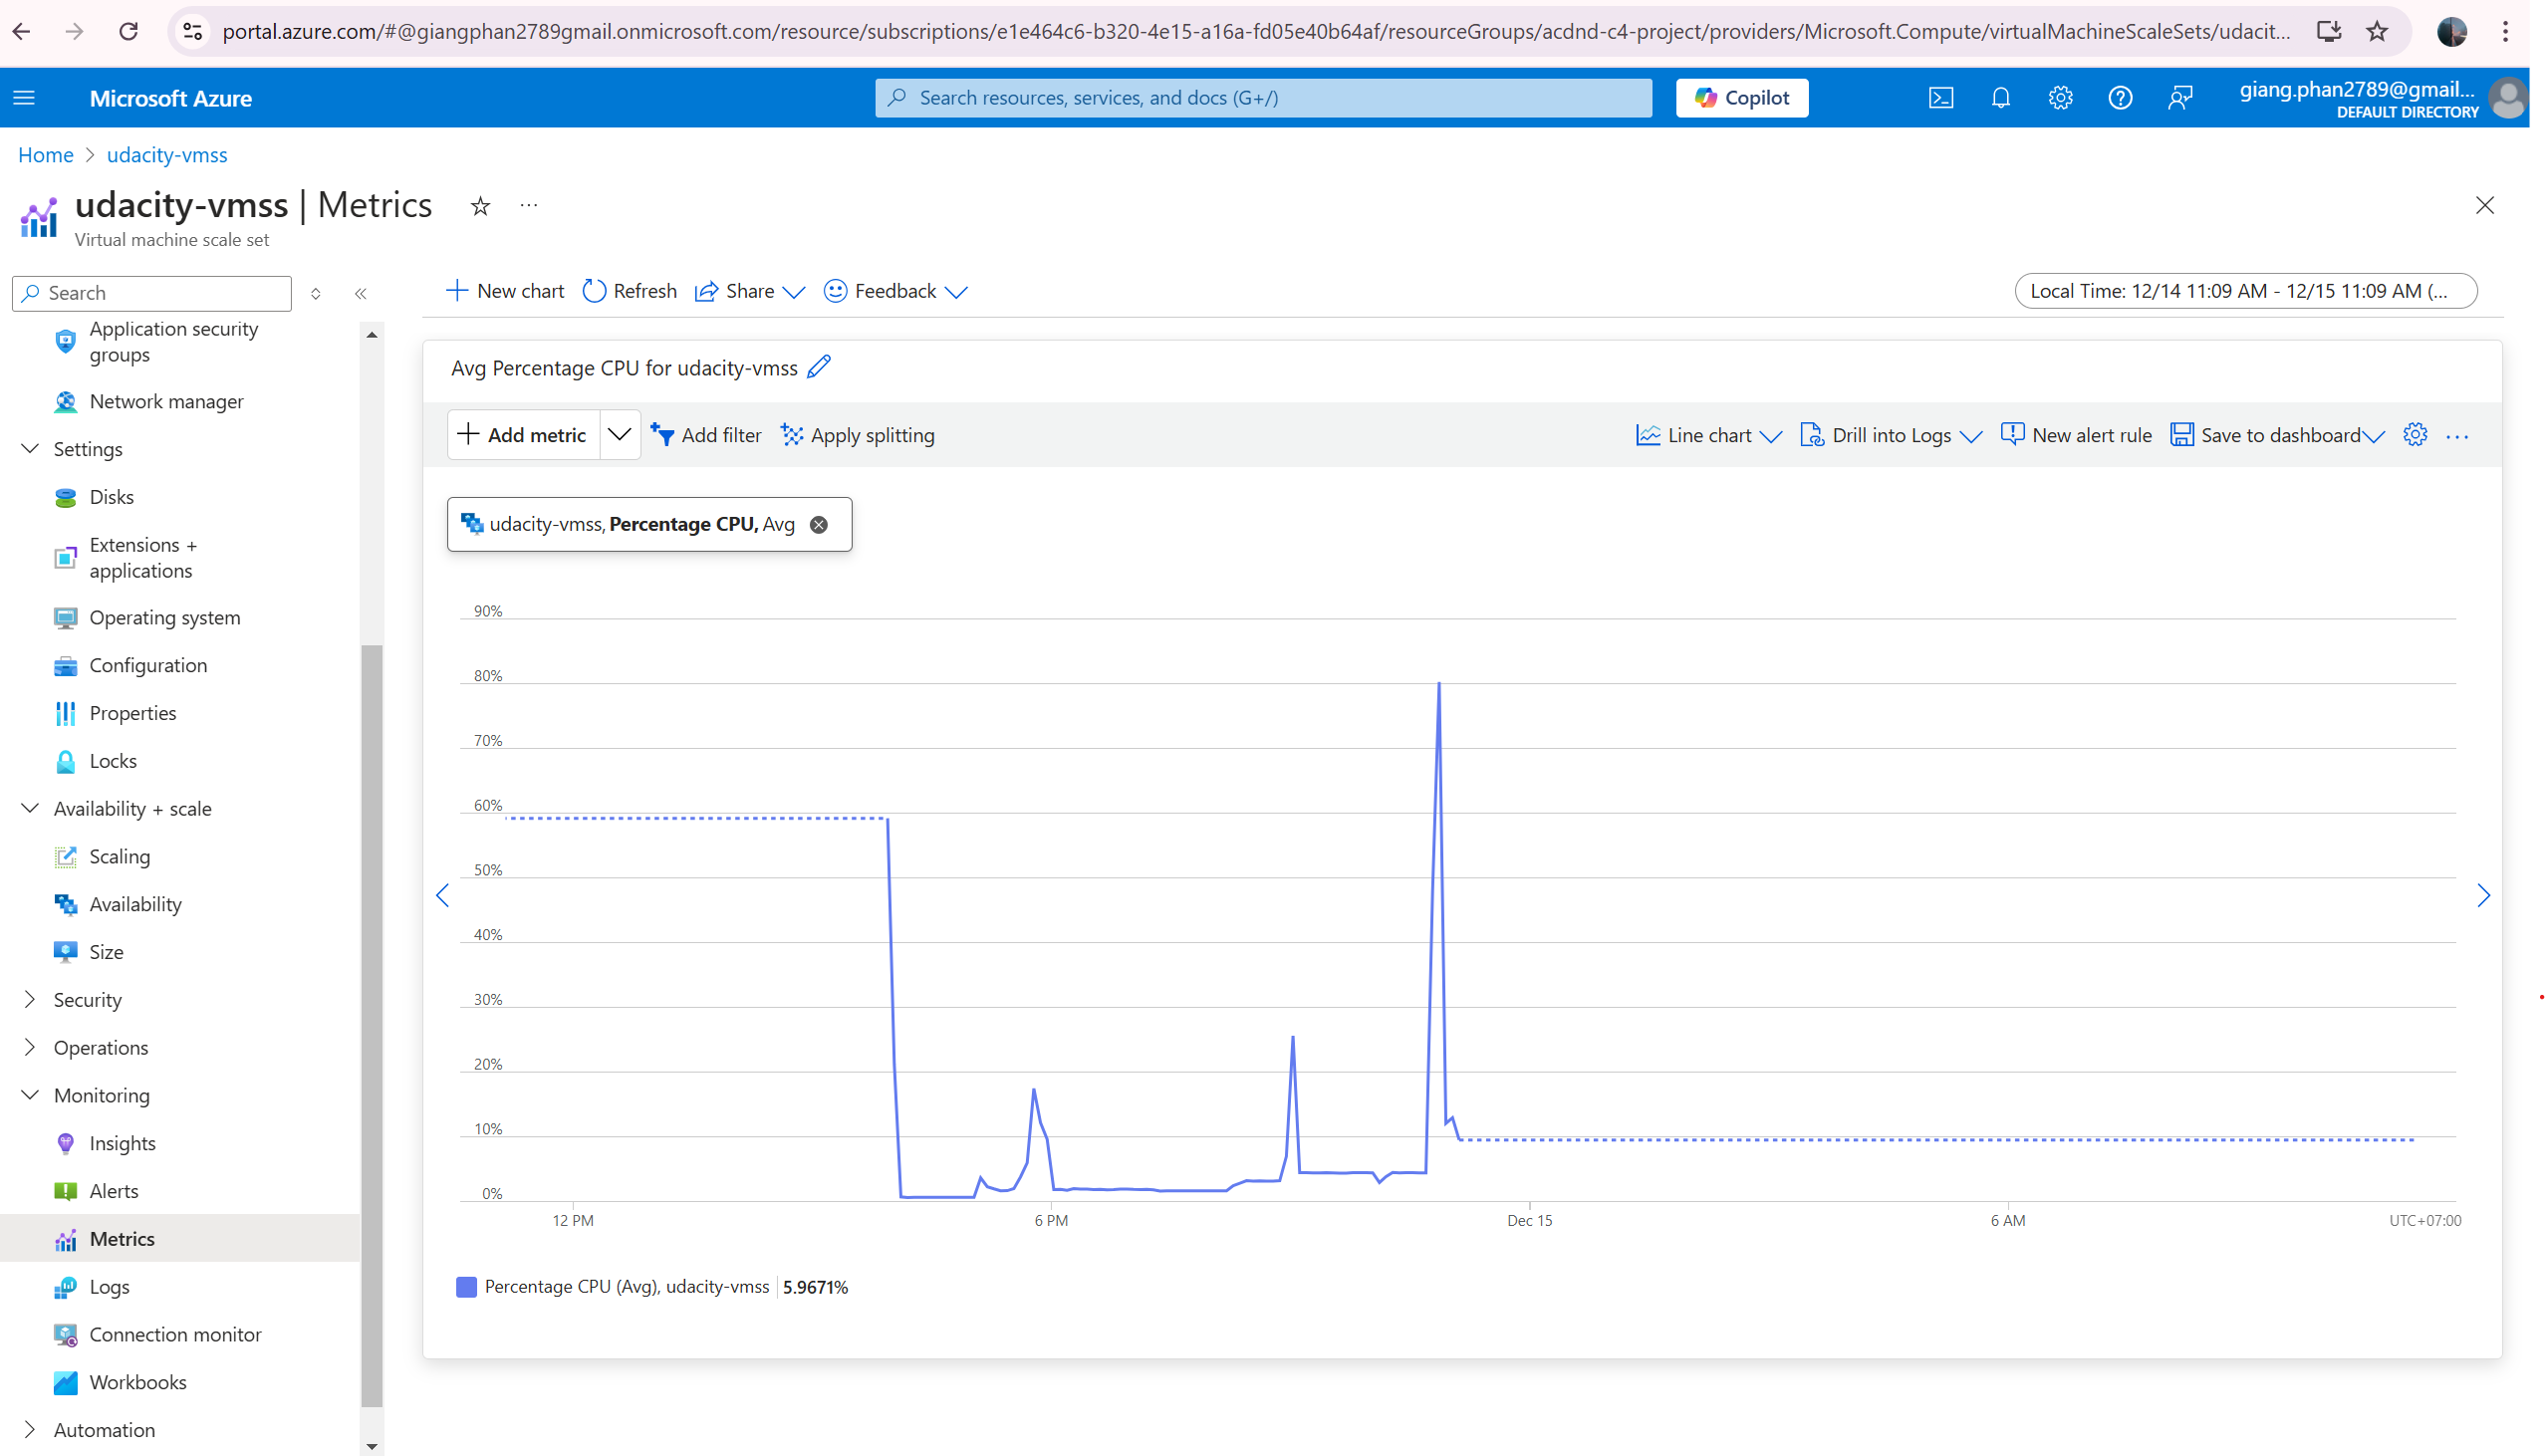 portal.azure.com/#@giangphan2789gmail.onmicrosoft.com/resource/subscriptions/e1e464c6-b320-4e15-a16a-fd05e40b64af/resourceGroups/acdnd-c4-project/providers/Microsoft.Compute/virtualMachineScaleSets/udacit...
Microsoft Azure
Search resources, services, and docs (G+/)
Copilot
giang.phan2789@gmail...
DEFAULT DIRECTORY
Home > udacity-vmss
udacity-vmss | Metrics
Virtual machine scale set
Search
Application security
groups
Network manager
Settings
Disks
Extensions +
applications
Operating system
Configuration
Properties
Locks
Availability + scale
Scaling
Availability
Size
Security
Operations
Monitoring
Insights
Alerts
Metrics
Logs
Connection monitor
Workbooks
Automation
New chart
Refresh
Share
Feedback
Local Time: 12/14 11:09 AM - 12/15 11:09 AM (...
Avg Percentage CPU for udacity-vmss
Add metric
Add filter
Apply splitting
Line chart
Drill into Logs
New alert rule
Save to dashboard
udacity-vmss, Percentage CPU, Avg
90%
80%
70%
60%
50%
40%
30%
20%
10%
0%
12 PM
6 PM
Dec 15
6 AM
UTC+07:00
Percentage CPU (Avg), udacity-vmss | 5.9671%